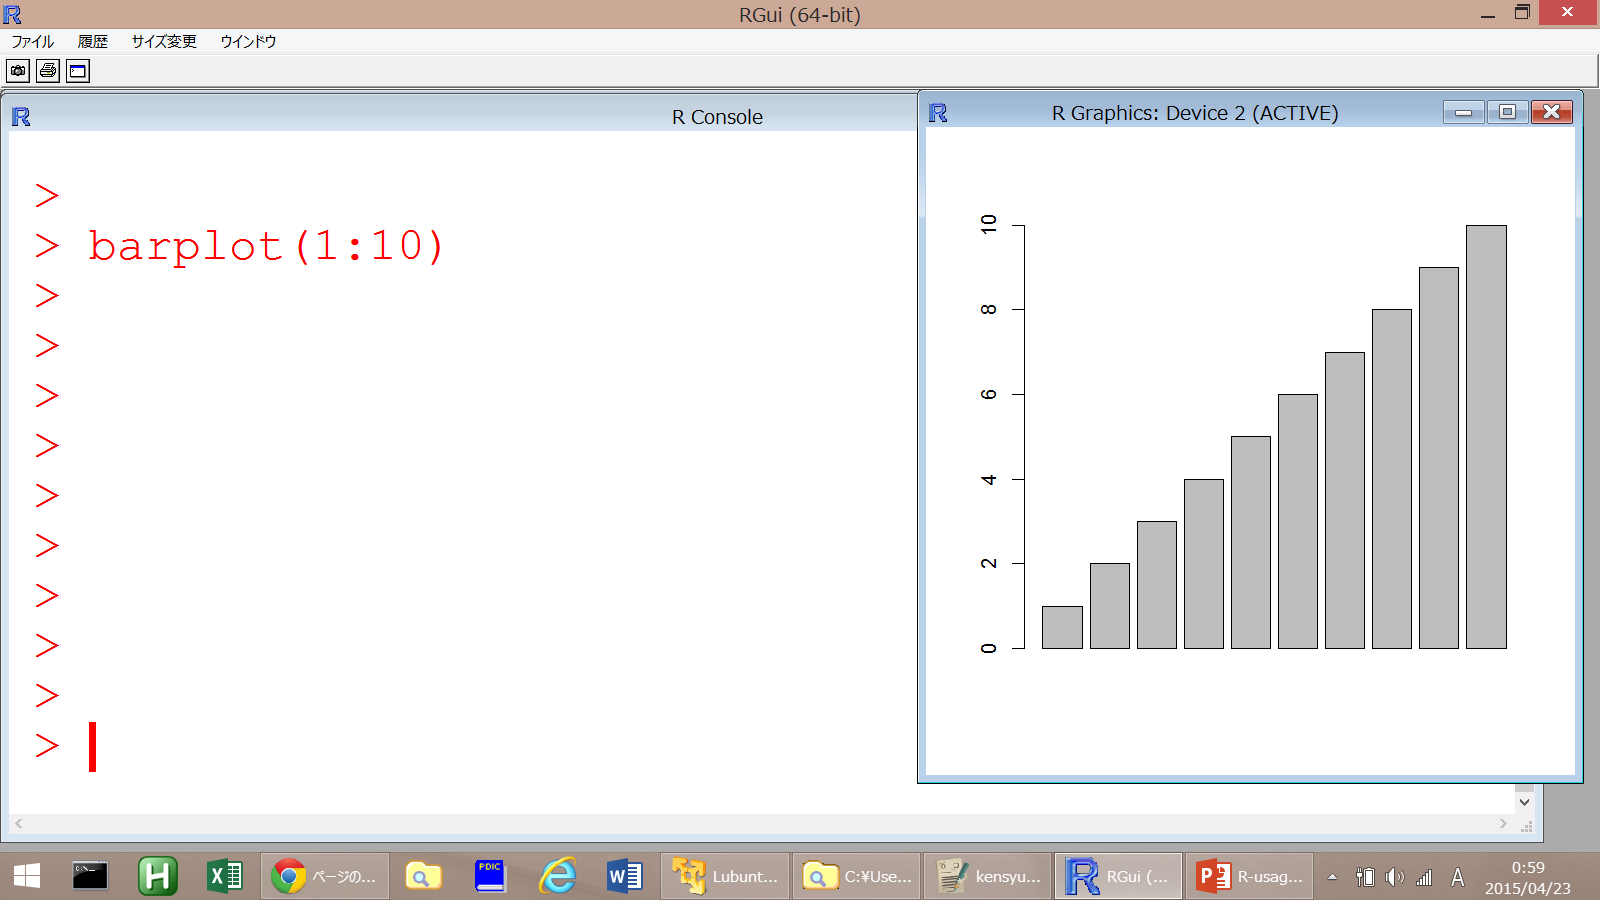 RGui (64-bit)
ファイル 履歴 サイズ変更 ウインドウ
R Console
>
> barplot(1:10)
>
>
>
>
>
>
>
>
>
>
R Graphics: Device 2 (ACTIVE)
10
8
6
4
2
0
H
ページの...
PDIC
Lubunt...
C:¥Use...
kensyu...
RGui (...
R-usag...
A
0:59
2015/04/23